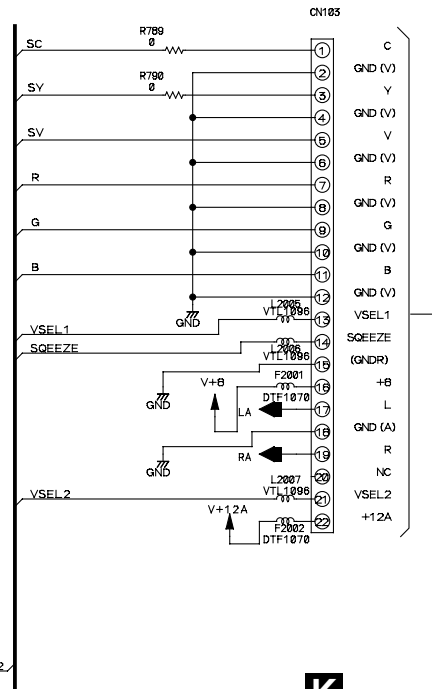 CN103
R789
0
SC
1
C
2
GND (V)
R790
0
SY
3
Y
4
GND (V)
SV
5
V
6
GND (V)
R
7
R
8
GND (V)
G
9
G
10
GND (V)
B
11
B
12
GND (V)
GND
L2005
VTL1096
VSEL1
13
VSEL1
SQEEZE
14
SQEEZE
L2006
VTL1096
15
(GNDR)
GND
V+8
F2001
16
+8
DTF1070
LA
17
L
18
GND (A)
GND
RA
19
R
20
NC
L2007
VTL1096
VSEL2
21
VSEL2
V+12A
22
+12A
F2002
DTF1070
2
K